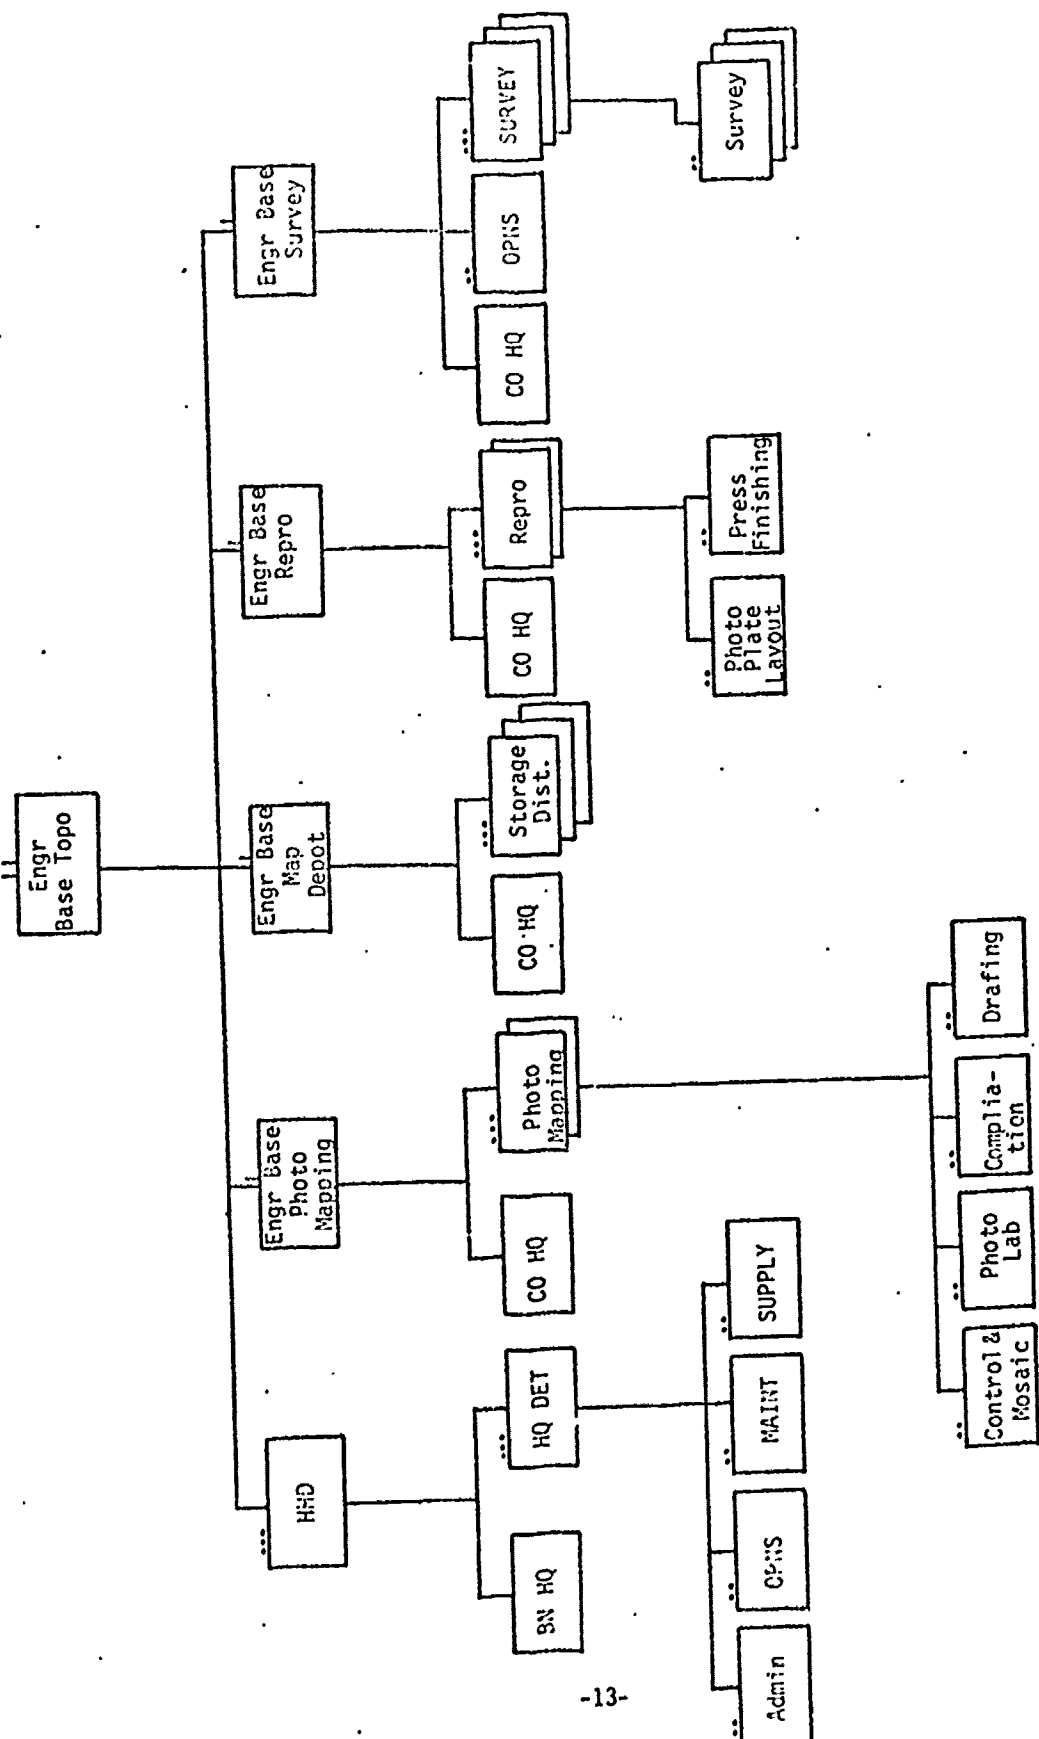 Engr
Base Topo
HHD
Engr Base
Photo
Mapping
Engr Base
Map
Depot
Engr Base
Repro
Engr Base
Survey
BN HQ
HQ DET
CO HQ
Photo
Mapping
CO HQ
Storage
Dist.
CO HQ
Repro
CO HQ
OPNS
SURVEY
Admin
OPNS
MAINT
SUPPLY
Photo
Plate
Layout
Press
Finishing
Survey
Control &
Mosaic
Photo
Lab
Complia-
tion
Drafing
-13-